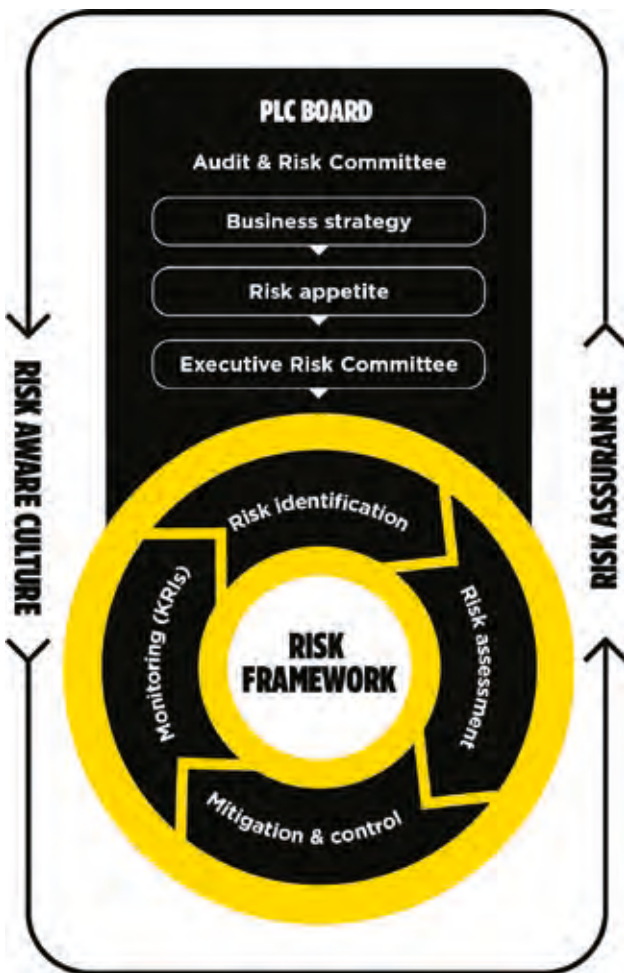 PLC BOARD
Audit & Risk Committee
Business strategy
Risk appetite
Executive Risk Committee
RISK AWARE CULTURE
RISK ASSURANCE
Risk identification
Risk assessment
Mitigation & control
Monitoring (KRIs)
RISK
FRAMEWORK